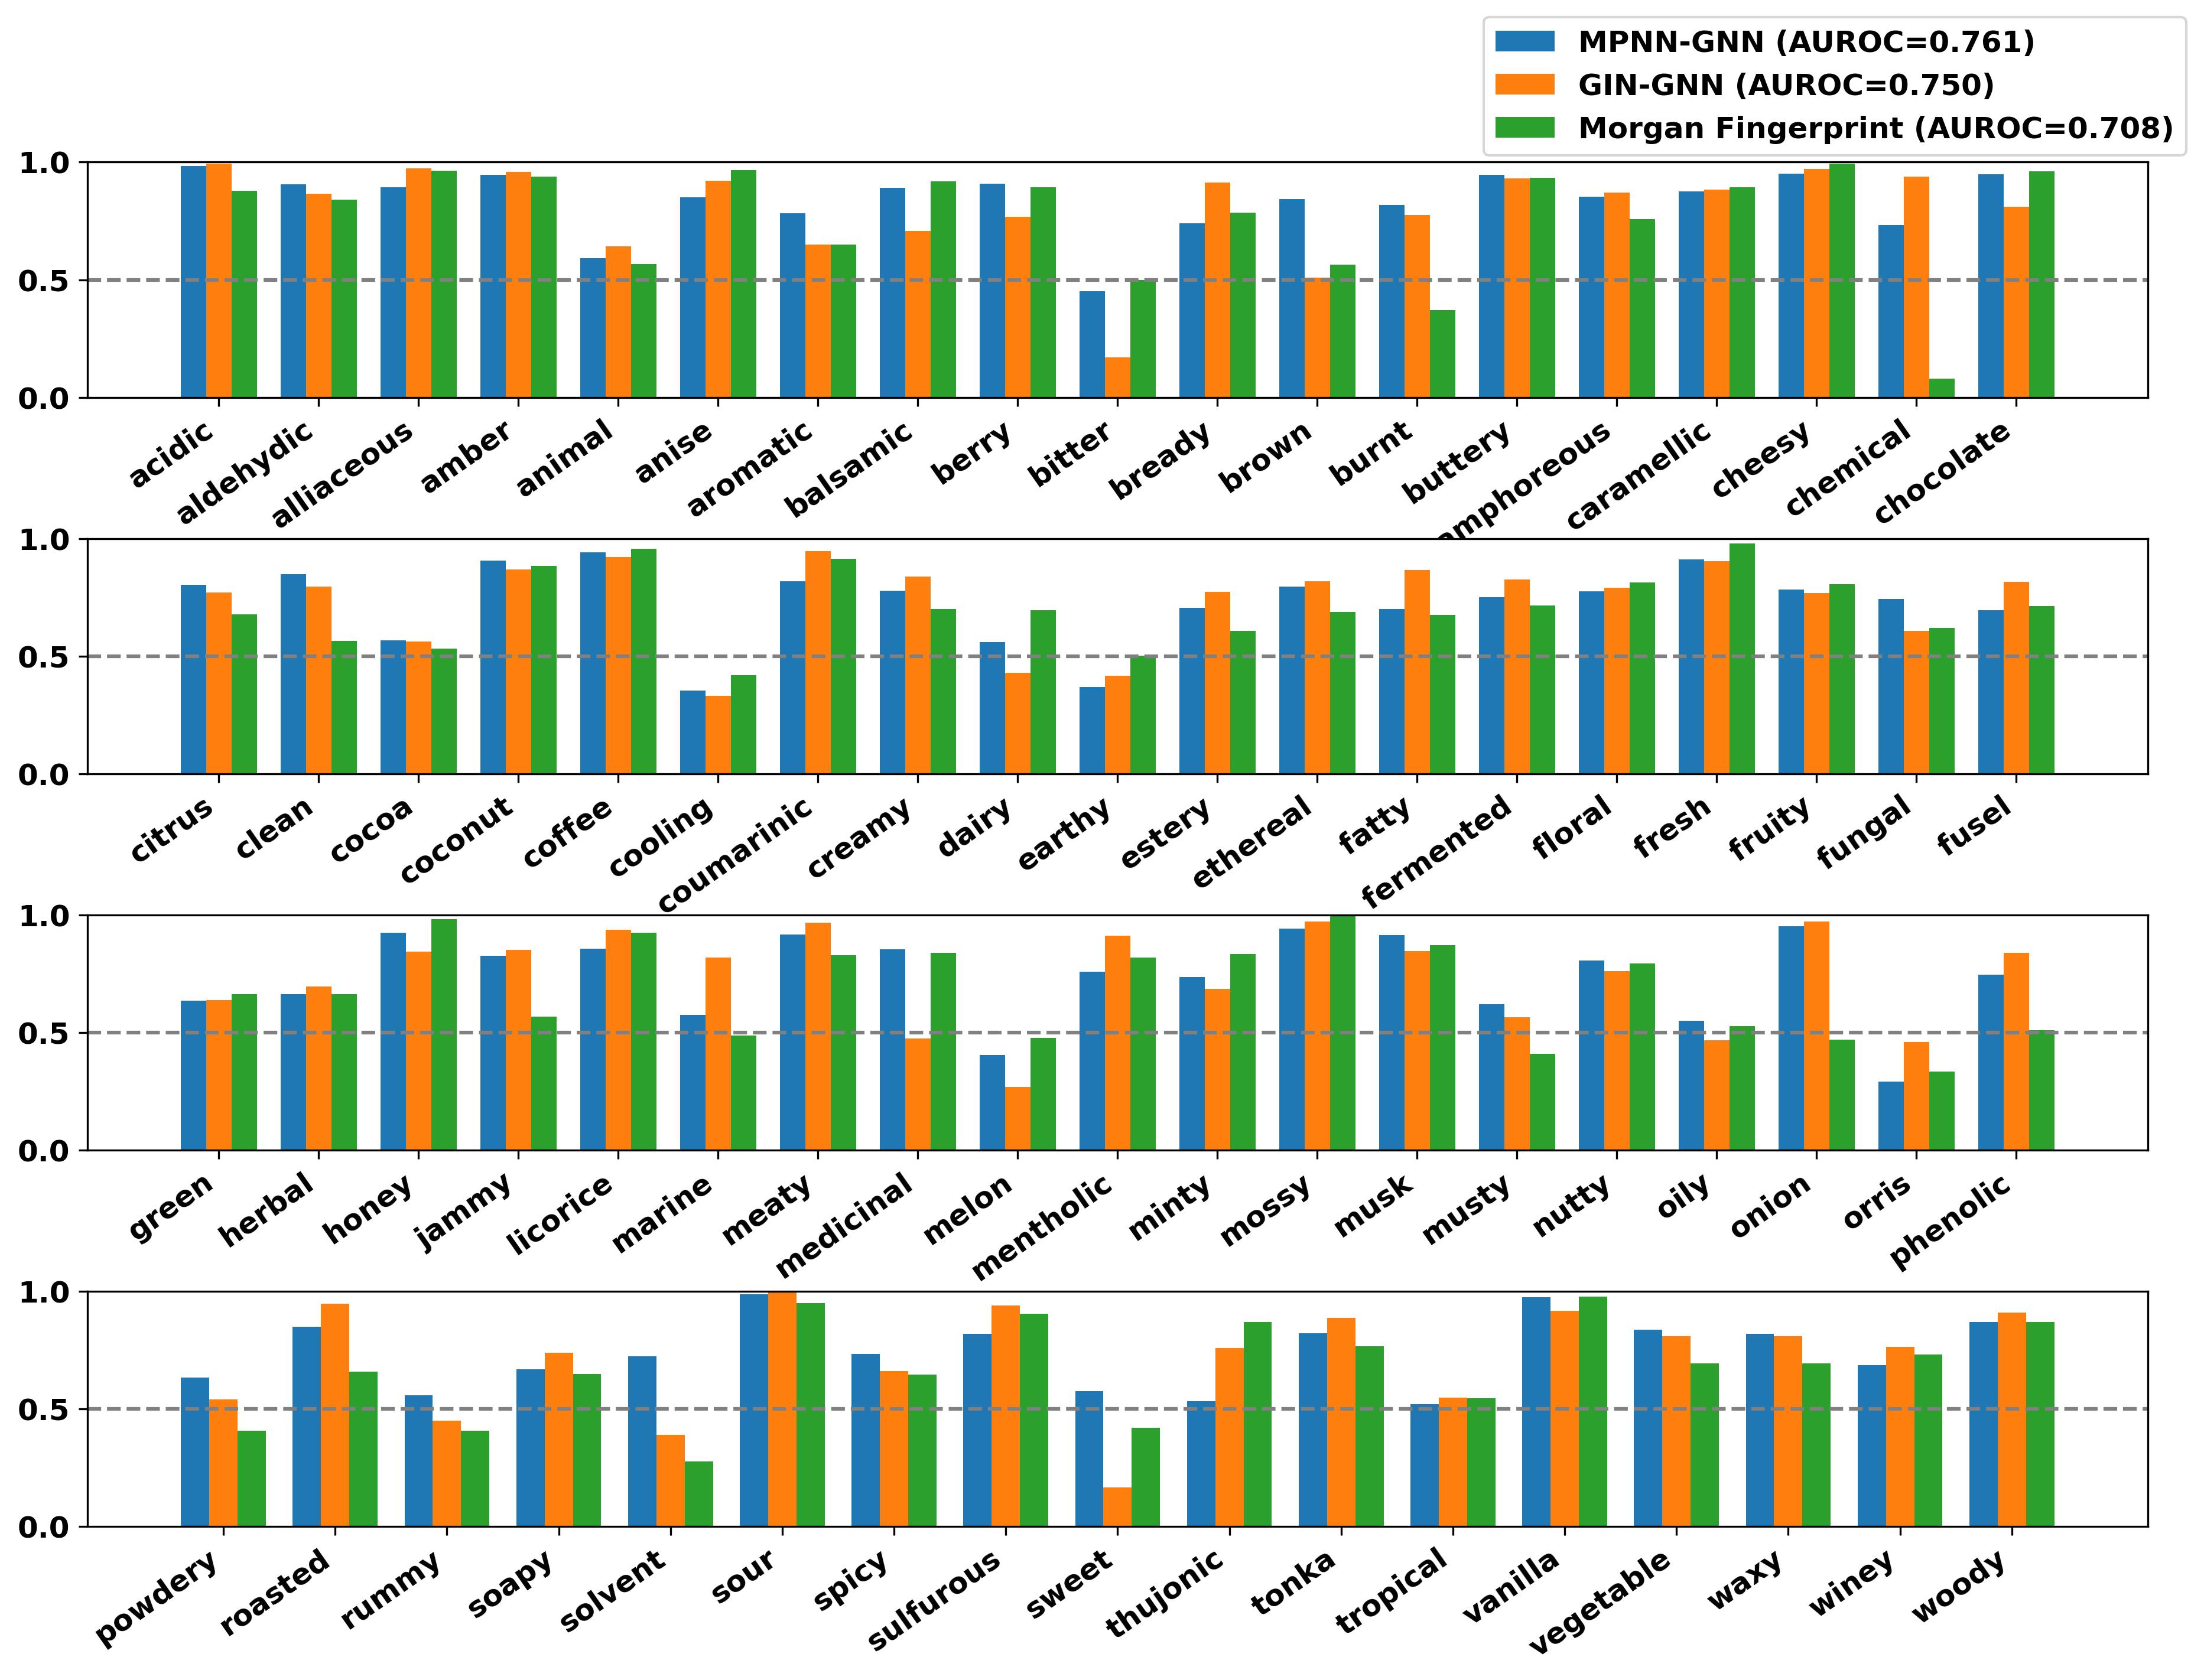 MPNN-GNN (AUROC=0.761)
GIN-GNN (AUROC=0.750)
Morgan Fingerprint (AUROC=0.708)
1.0
0.5
0.0
acidic
aldehydic
alliaceous
amber
animal
anise
aromatic
balsamic
berry
bitter
bready
brown
burnt
buttery
amphoreous
caramellic
cheesy
chemical
chocolate
1.0
0.5
0.0
citrus
clean
cocoa
coconut
coffee
cooling
coumarinic
creamy
dairy
earthy
estery
ethereal
fatty
fermented
floral
fresh
fruity
fungal
fusel
1.0
0.5
0.0
green
herbal
honey
jammy
licorice
marine
meaty
medicinal
melon
mentholic
minty
mossy
musk
musty
nutty
oily
onion
orris
phenolic
1.0
0.5
0.0
powdery
roasted
rummy
soapy
solvent
sour
spicy
sulfurous
sweet
thujonic
tonka
tropical
vanilla
vegetable
waxy
winey
woody